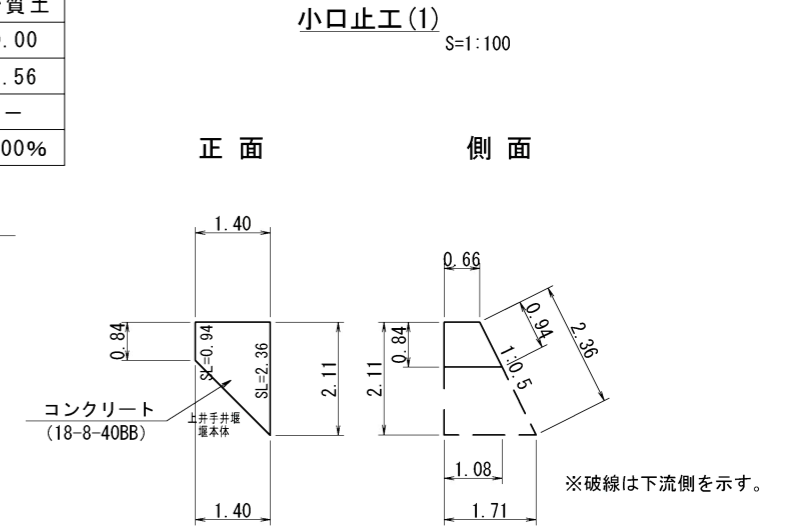 質土
.00
.56
－
00%
小口止工(1)
S=1:100
正面
側面
1.40
0.66
0.84
SL=0.94
SL=2.36
2.11
2.11
0.84
0.94
2.36
1:0.5
コンクリート
(18-8-40BB)
上井手井堰
堰本体
1.08
1.40
1.71
※破線は下流側を示す。